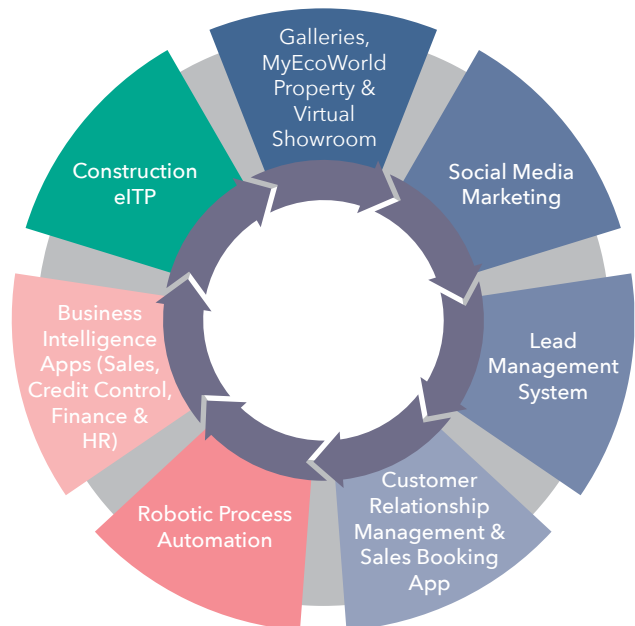 Galleries,
MyEcoWorld
Property &
Virtual
Showroom
Social Media
Marketing
Lead
Management
System
Customer
Relationship
Management &
Sales Booking
App
Robotic Process
Automation
Business
Intelligence
Apps (Sales,
Credit Control,
Finance &
HR)
Construction
eITP